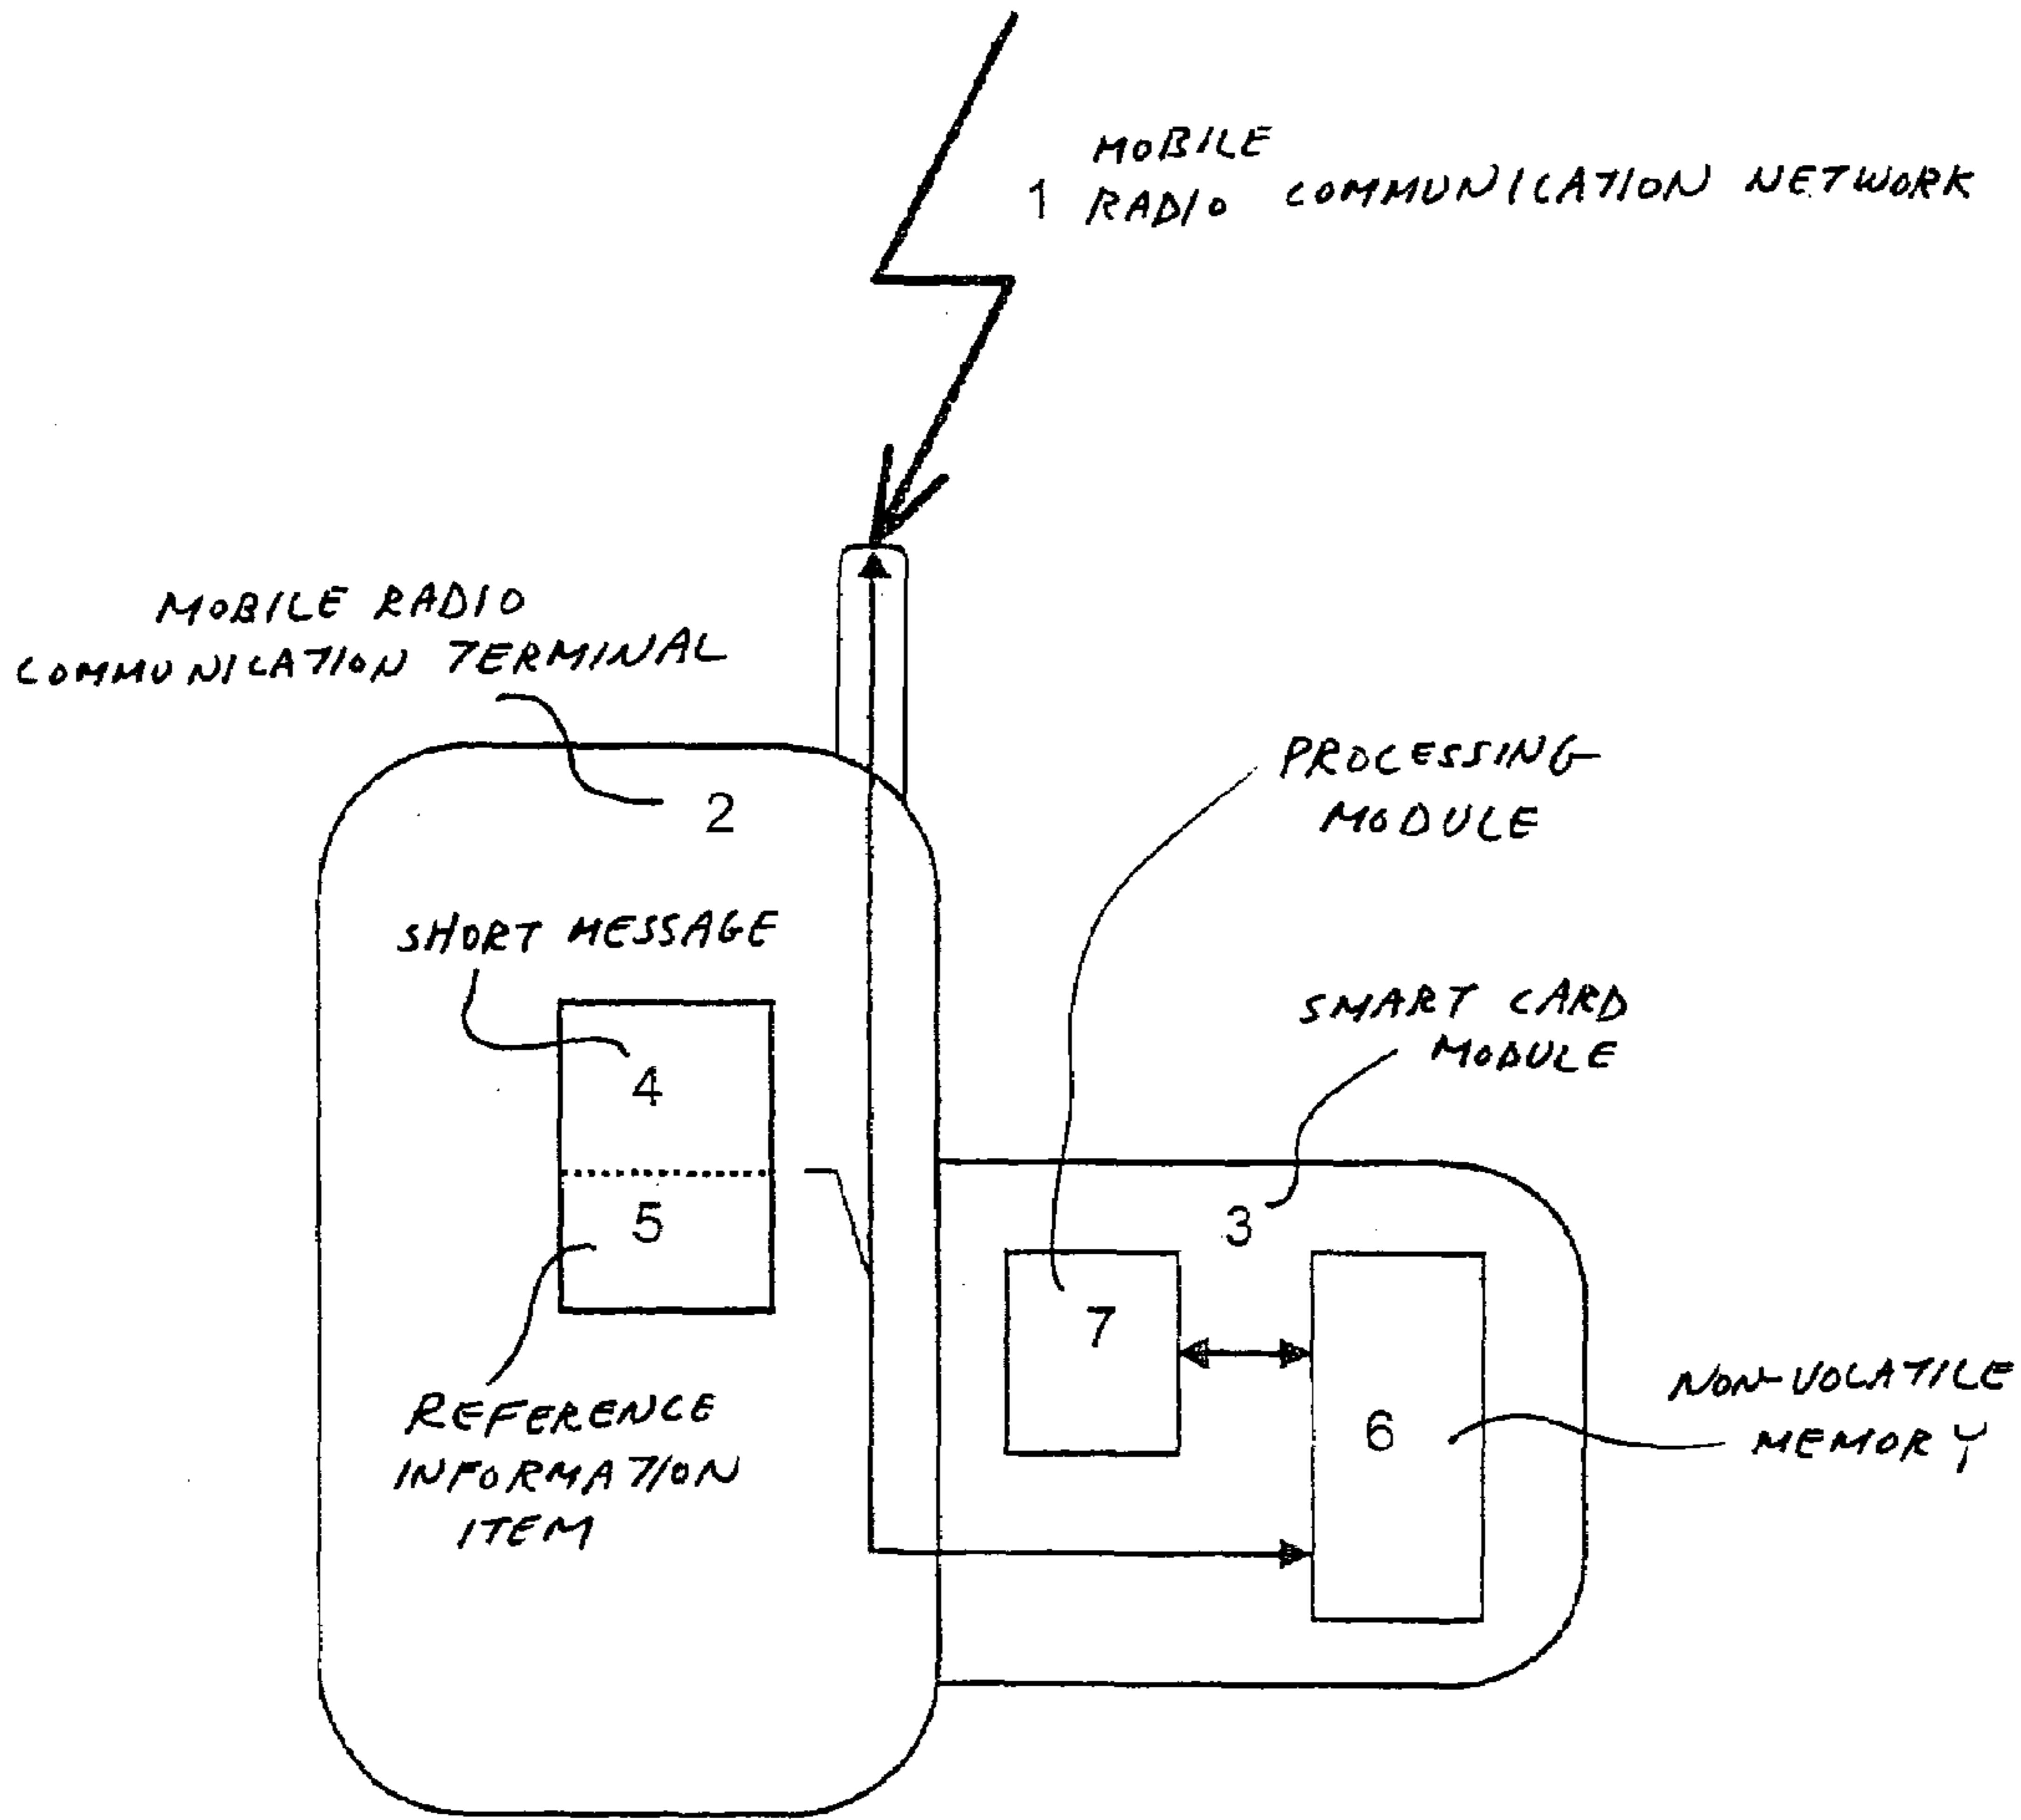 MOBILE
1 RADIO COMMUNICATION NETWORK
MOBILE RADIO
COMMUNICATION TERMINAL
2
PROCESSING
MODULE
SHORT MESSAGE
SMART CARD
MODULE
4
5
3
7
6
NON-VOLATILE
MEMORY
REFERENCE
INFORMATION
ITEM